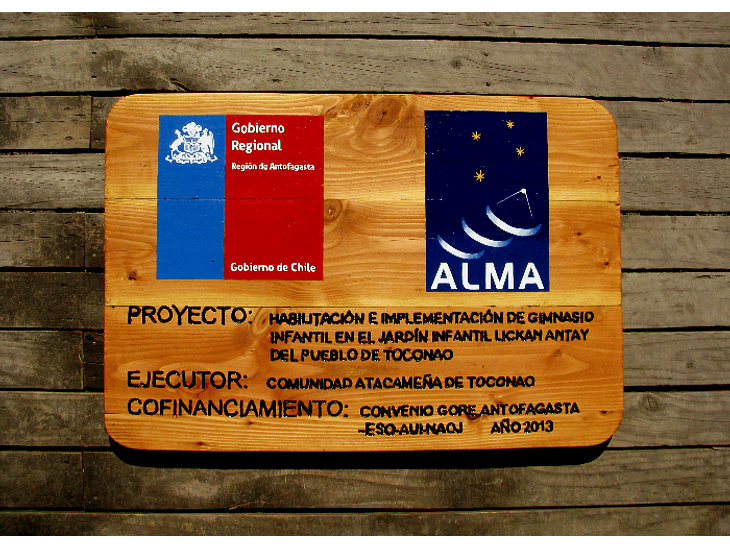 Gobierno
Regional
Región de Antofagasta
Gobierno de Chile
ALMA
PROYECTO: HABILITACIÓN E IMPLEMENTACIÓN DE GIMNASIO
INFANTIL EN EL JARDÍN INFANTIL LICKAN ANTAY
DEL PUEBLO DE TOCONAO
EJECUTOR: COMUNIDAD ATACAMEÑA DE TOCONAO
COFINANCIAMIENTO: CONVENIO GORE ANTOFAGASTA
-ESO-AUI-NAOJ AÑO 2013